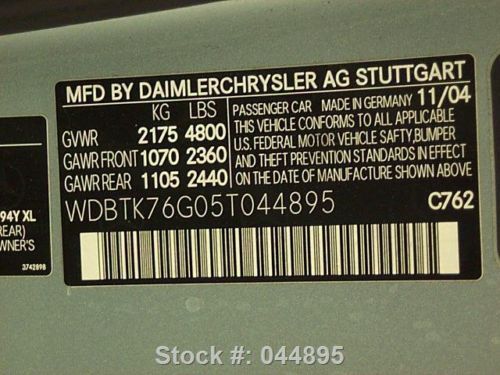 MFD BY DAIMLERCHRYSLER AG STUTTGART
KG LBS
GVWR 2175 4800
GAWR FRONT 1070 2360
GAWR REAR 1105 2440
PASSENGER CAR MADE IN GERMANY 11/04
THIS VEHICLE CONFORMS TO ALL APPLICABLE
U.S. FEDERAL MOTOR VEHICLE SAFTY, BUMPER
AND THEFT PREVENTION STANDARDS IN EFFECT
ON THE DATE OF MANUFACTURE SHOWN ABOVE
WDBTK76G05T044895 C762
94Y XL
REAR)
WNER'S
3742898
Stock #: 044895